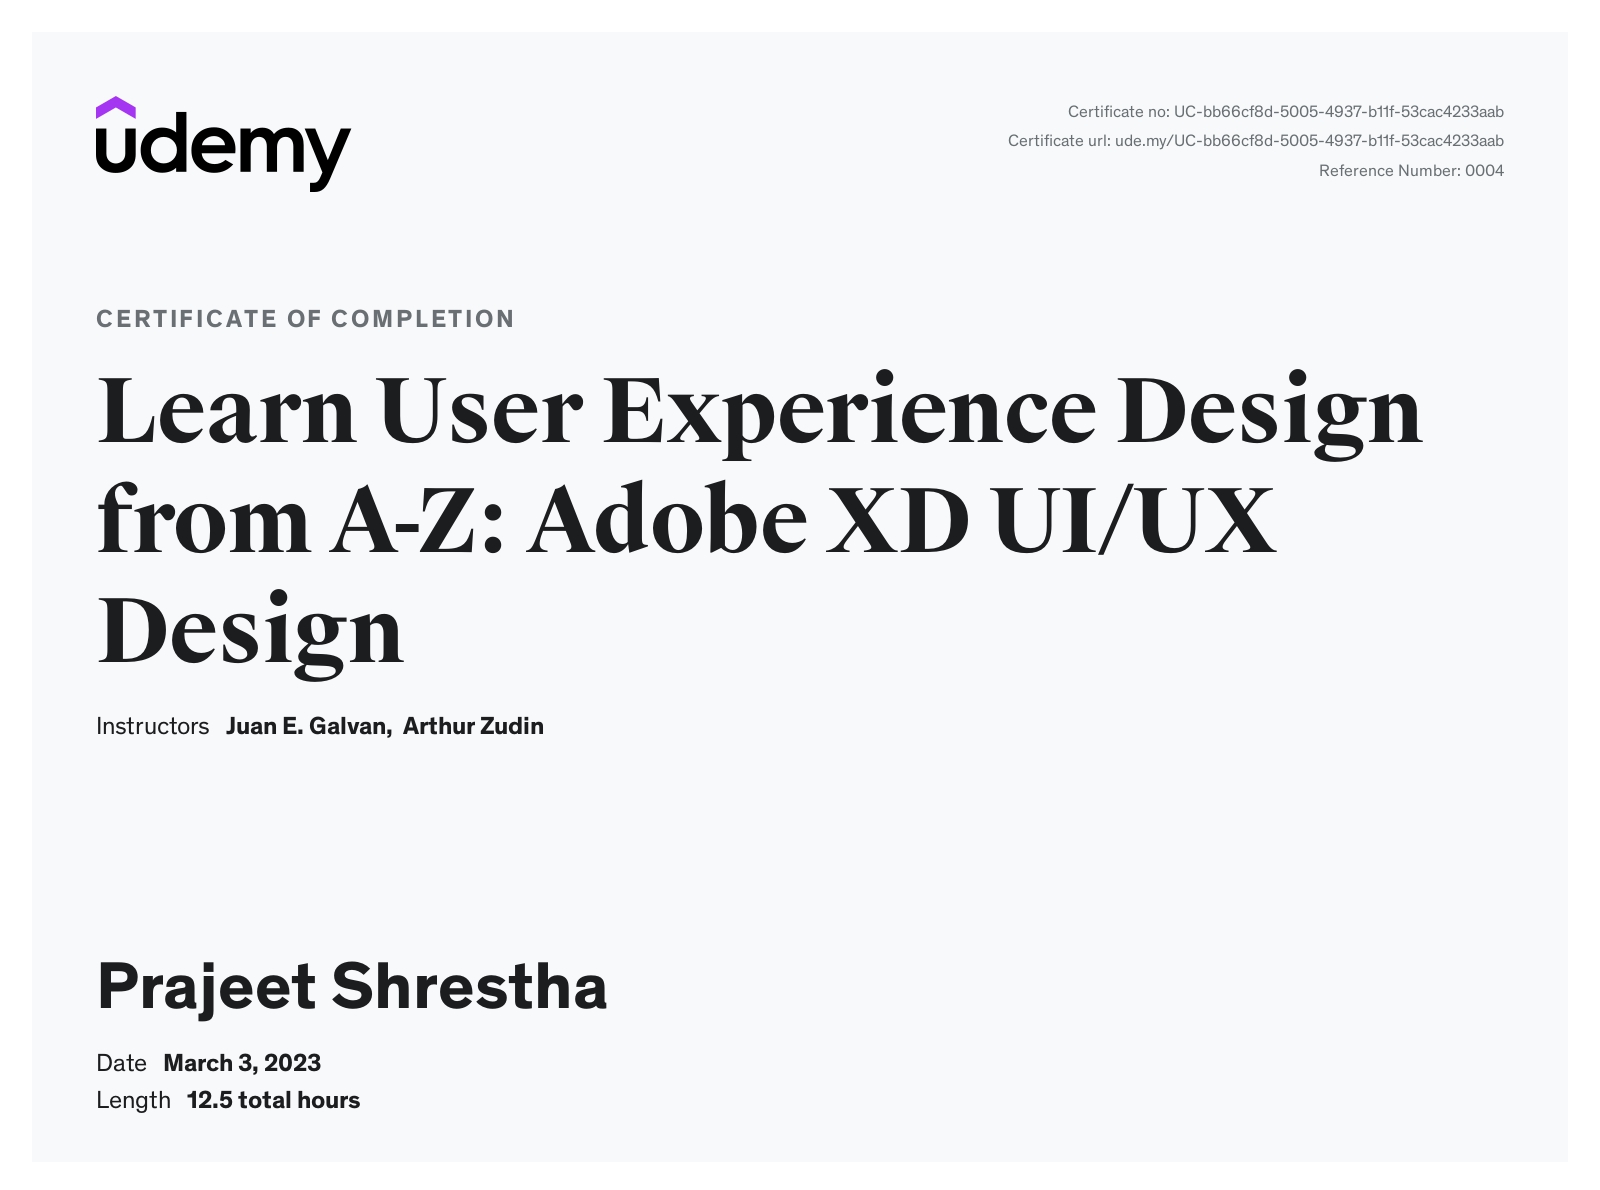 udemy
Certificate no: UC-bb66cf8d-5005-4937-b11f-53cac4233aab
Certificate url: ude.my/UC-bb66cf8d-5005-4937-b11f-53cac4233aab
Reference Number: 0004
CERTIFICATE OF COMPLETION
Learn User Experience Design
from A-Z: Adobe XD UI/UX
Design
Instructors Juan E. Galvan, Arthur Zudin
Prajeet Shrestha
Date March 3, 2023
Length 12.5 total hours